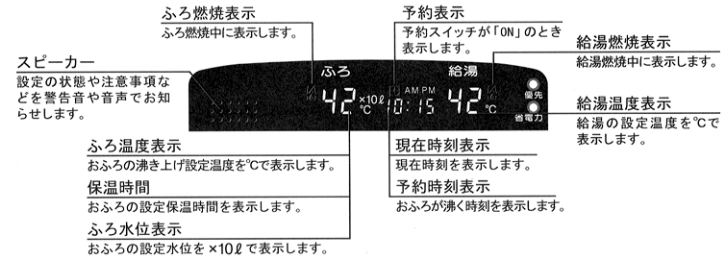 ふろ燃焼表示
ふろ燃焼中に表示します。
予約表示
予約スイッチが「ON」のとき
表示します。
給湯燃焼表示
給湯燃焼中に表示します。
スピーカー
設定の状態や注意事項な
どを警告音や音声でお知
らせします。
ふろ
給湯
42 ×10ℓ ℃
AM PM
10:15
42 ℃
優先
省電力
給湯温度表示
給湯の設定温度を℃で
表示します。
ふろ温度表示
おふろの沸き上げ設定温度を℃で表示します。
保温時間
おふろの設定保温時間を表示します。
ふろ水位表示
おふろの設定水位を×10ℓで表示します。
現在時刻表示
現在時刻を表示します。
予約時刻表示
おふろが沸く時刻を表示します。